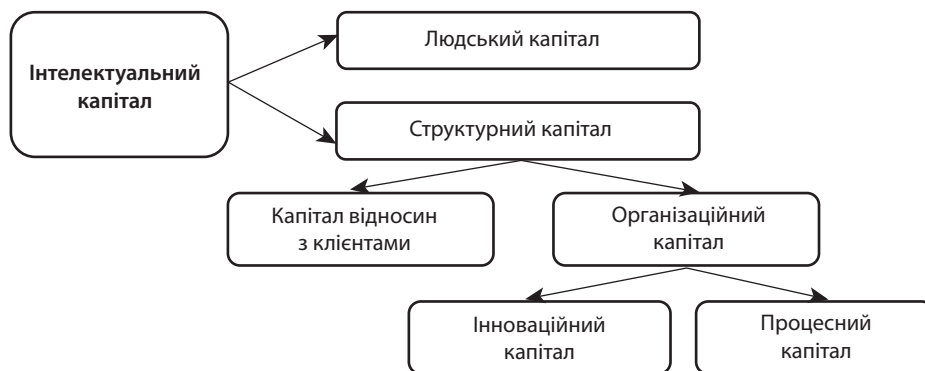 Людський капітал
Інтелектуальний
капітал
Структурний капітал
Капітал відносин
з клієнтами
Організаційний
капітал
Інноваційний
капітал
Процесний
капітал